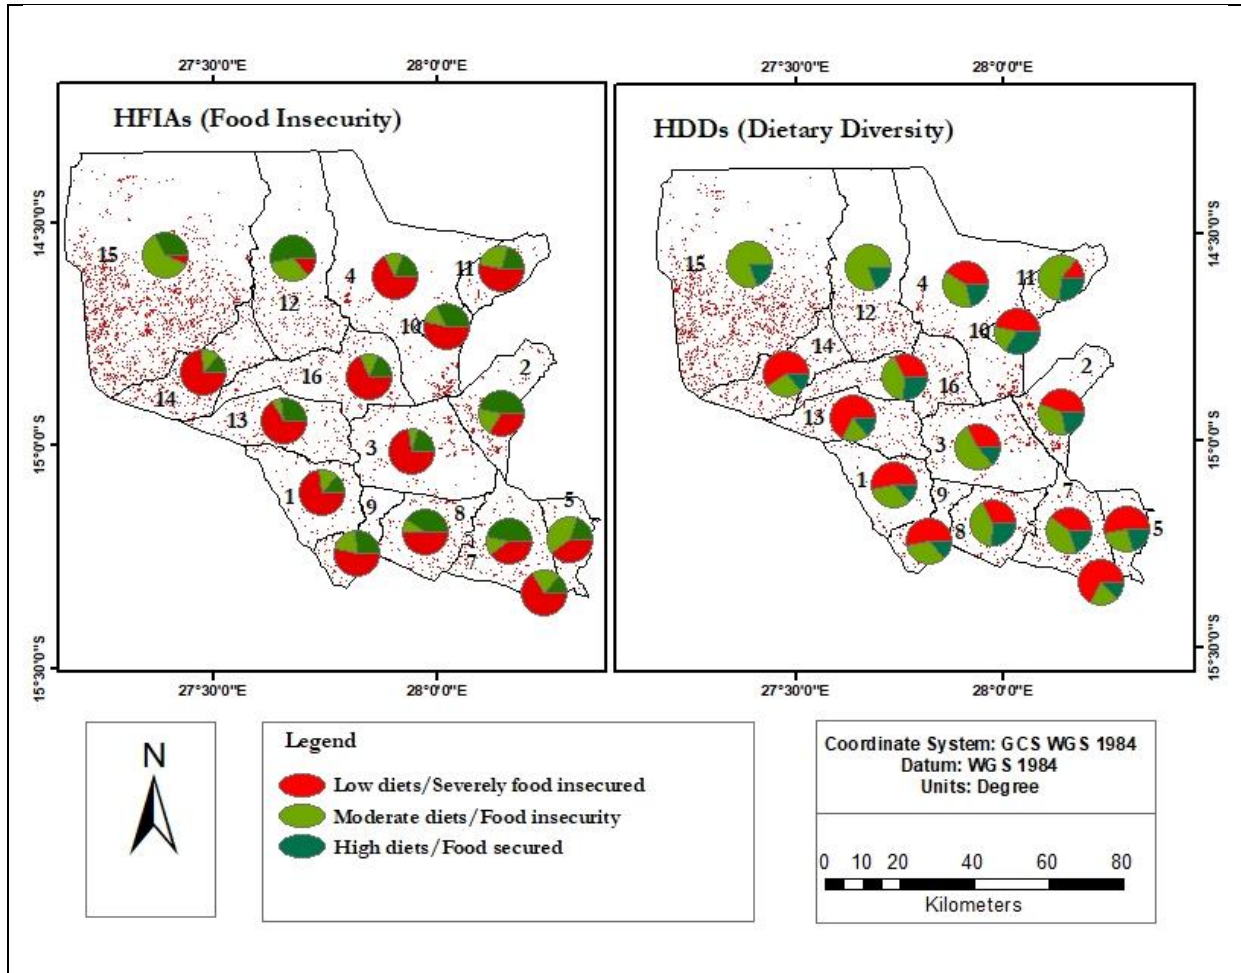 27°30'0"E 28°0'0"E
27°30'0"E 28°0'0"E
HFIAs (Food Insecurity)
HDDs (Dietary Diversity)
14°30'0"S
15°0'0"S
15°30'0"S
15
12
4
11
10
2
14
16
13
3
1
9
8
5
7
15
12
4
11
10
2
14
16
13
3
1
9
8
7
5
14°30'0"S
15°0'0"S
15°30'0"S
27°30'0"E 28°0'0"E
27°30'0"E 28°0'0"E
N
Legend
Low diets/Severely food insecured
Moderate diets/Food insecurity
High diets/Food secured
Coordinate System: GCS WGS 1984
Datum: WGS 1984
Units: Degree
0 10 20 40 60 80
Kilometers